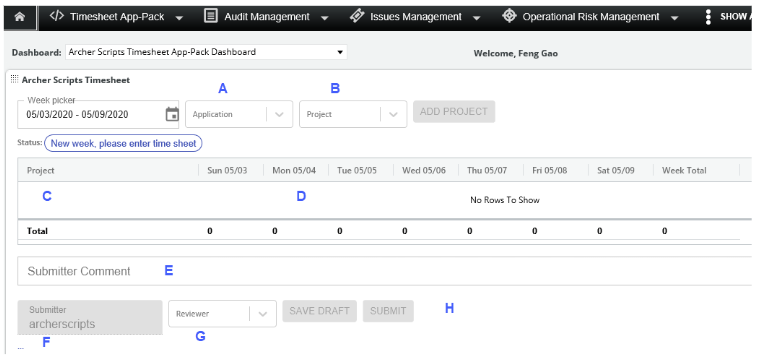 Timesheet App-Pack Audit Management Issues Management Operational Risk Management SHOW A
Dashboard: Archer Scripts Timesheet App-Pack Dashboard Welcome, Feng Gao
Archer Scripts Timesheet
A B
Week picker
05/03/2020 - 05/09/2020 Application Project ADD PROJECT
Status: New week, please enter time sheet
Project Sun 05/03 Mon 05/04 Tue 05/05 Wed 05/06 Thu 05/07 Fri 05/08 Sat 05/09 Week Total
C D No Rows To Show
Total 0 0 0 0 0 0 0 0
Submitter Comment E
Submitter
archerscripts Reviewer SAVE DRAFT SUBMIT H
F G
...